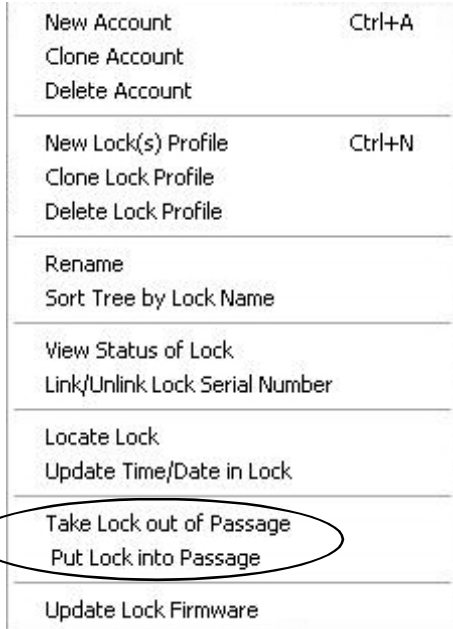 New Account Ctrl+A
Clone Account
Delete Account
New Lock(s) Profile Ctrl+N
Clone Lock Profile
Delete Lock Profile
Rename
Sort Tree by Lock Name
View Status of Lock
Link/Unlink Lock Serial Number
Locate Lock
Update Time/Date in Lock
Take Lock out of Passage
Put Lock into Passage
Update Lock Firmware